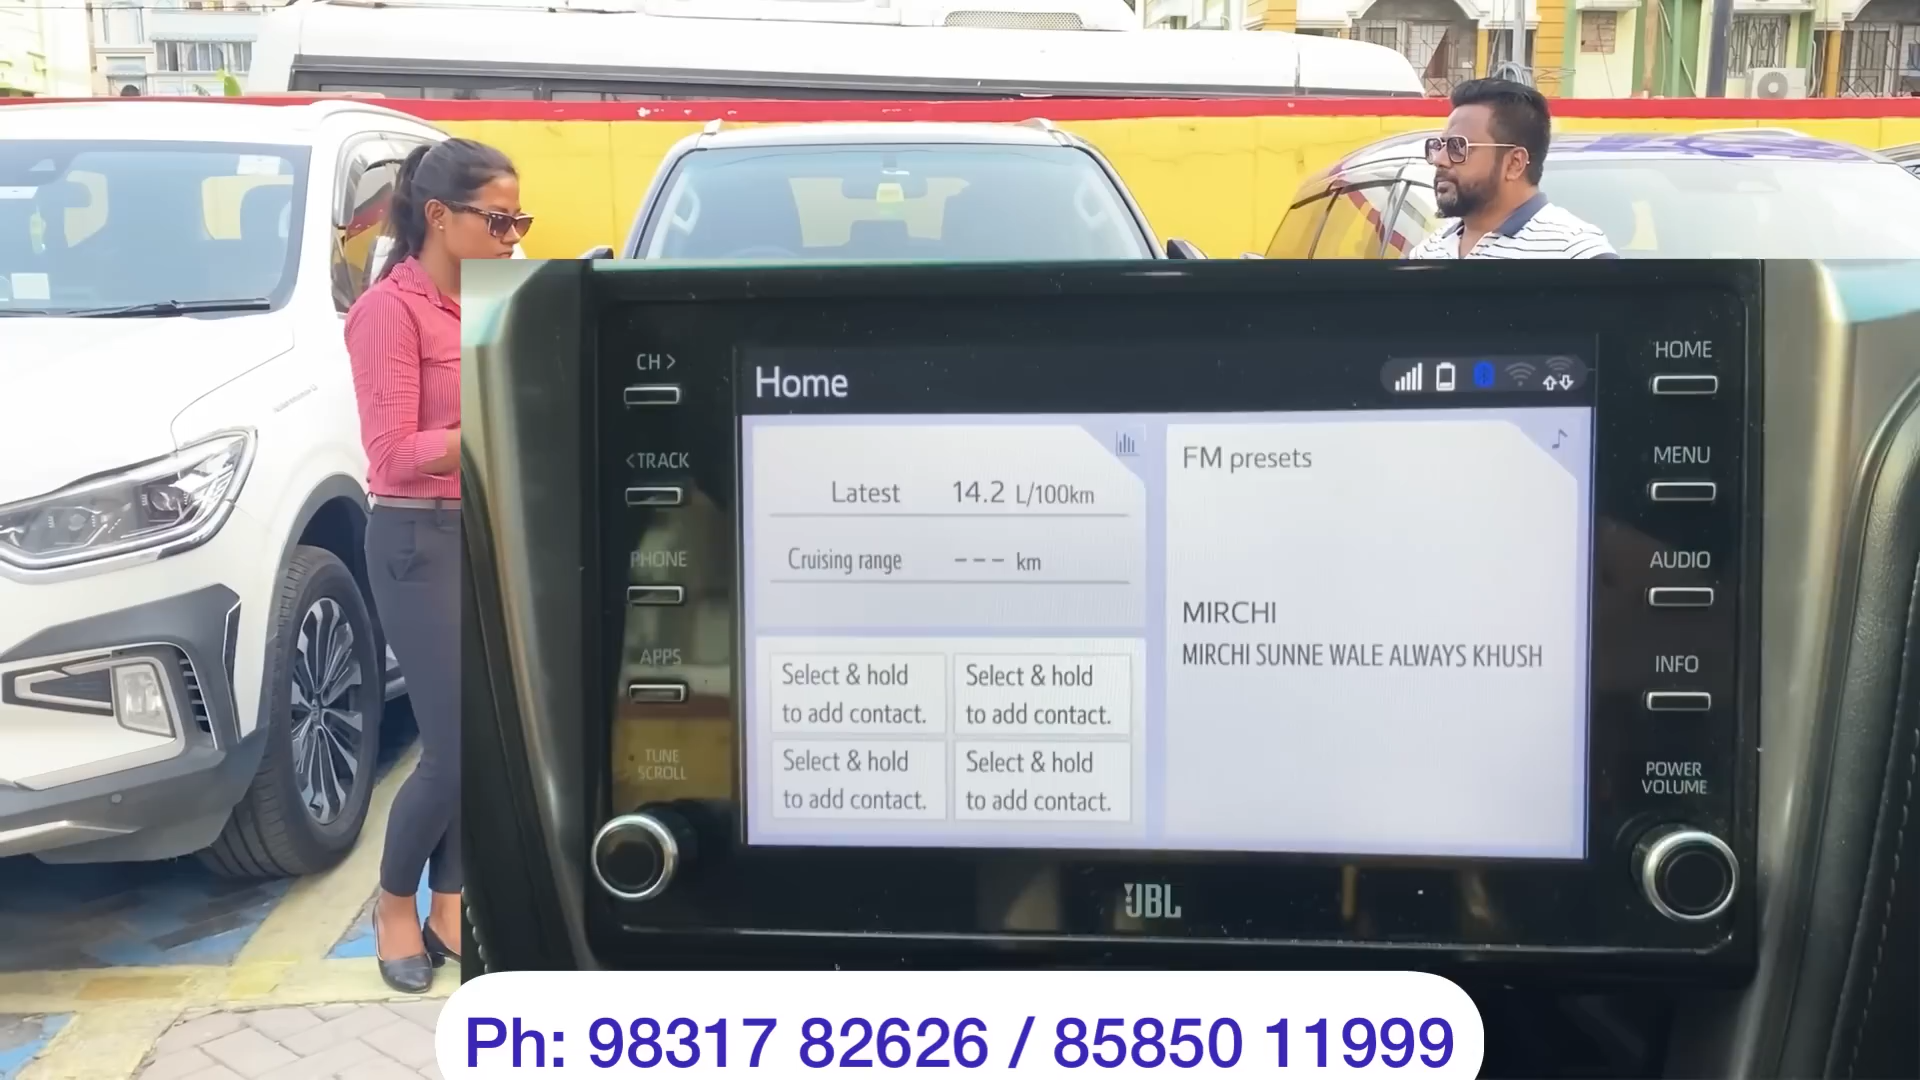 CH >
<TRACK
PHONE
APPS
TUNE
SCROLL
Home
Latest 14.2 L/100km
Cruising range --- km
Select & hold
to add contact.
Select & hold
to add contact.
Select & hold
to add contact.
Select & hold
to add contact.
FM presets
MIRCHI
MIRCHI SUNNE WALE ALWAYS KHUSH
HOME
MENU
AUDIO
INFO
POWER
VOLUME
JBL
Ph: 98317 82626 / 85850 11999